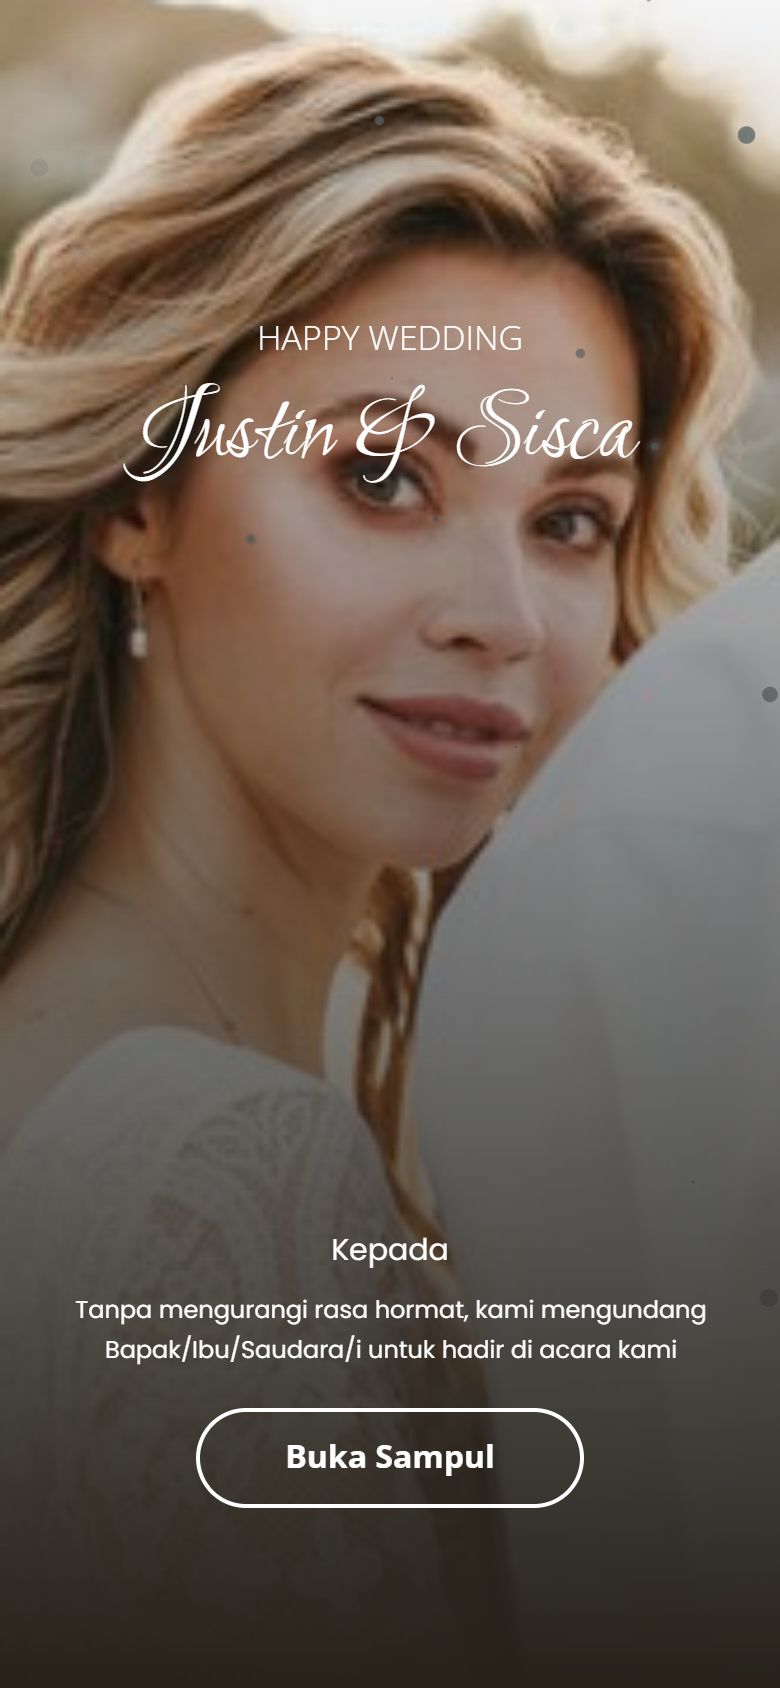 HAPPY WEDDING
Justin & Sisca
Kepada
Tanpa mengurangi rasa hormat, kami mengundang
Bapak/Ibu/Saudara/i untuk hadir di acara kami
Buka Sampul